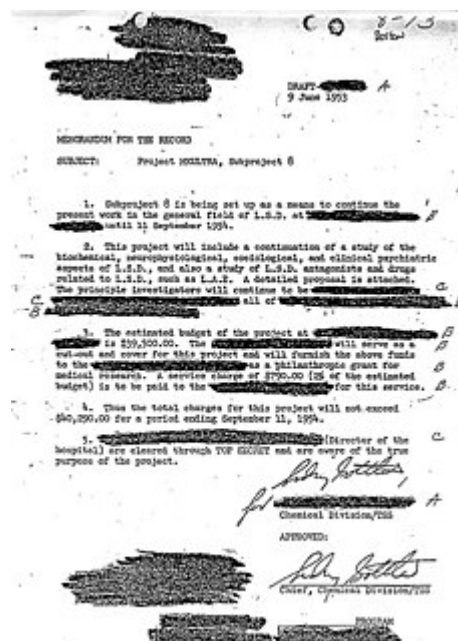 8-15
DRAFT- A
9 June 1953
MEMORANDUM FOR THE RECORD
SUBJECT: Project MKULTRA, Subproject 8
1. Subproject 8 is being set up as a means to continue the
present work in the general field of L.S.D. at
until 11 September 1954. B
2. This project will include a continuation of a study of the
biochemical, neurophysiological, sociological, and clinical psychiatric
aspects of L.S.D., and also a study of L.S.D. antagonists and drugs
related to L.S.D., such as L.A.E. A detailed proposal is attached.
The principle investigators will continue to be C
C all of
B
3. The estimated budget of the project at B
is $39,500.00. The will serve as a B
cut-out and cover for this project and will furnish the above funds
to the as a philanthropic grant for B
medical research. A service charge of $790.00 (2% of the estimated
budget) is to be paid to the for this service. B
4. Thus the total charges for this project will not exceed
$40,290.00 for a period ending September 11, 1954.
5. (Director of the C
hospital) are cleared through TOP SECRET and are aware of the true
purpose of the project.
Sidney Gottlieb
for A
Chemical Division/TSS
APPROVED:
Sidney Gottlieb
Chief, Chemical Division/TSS
PROGRAM